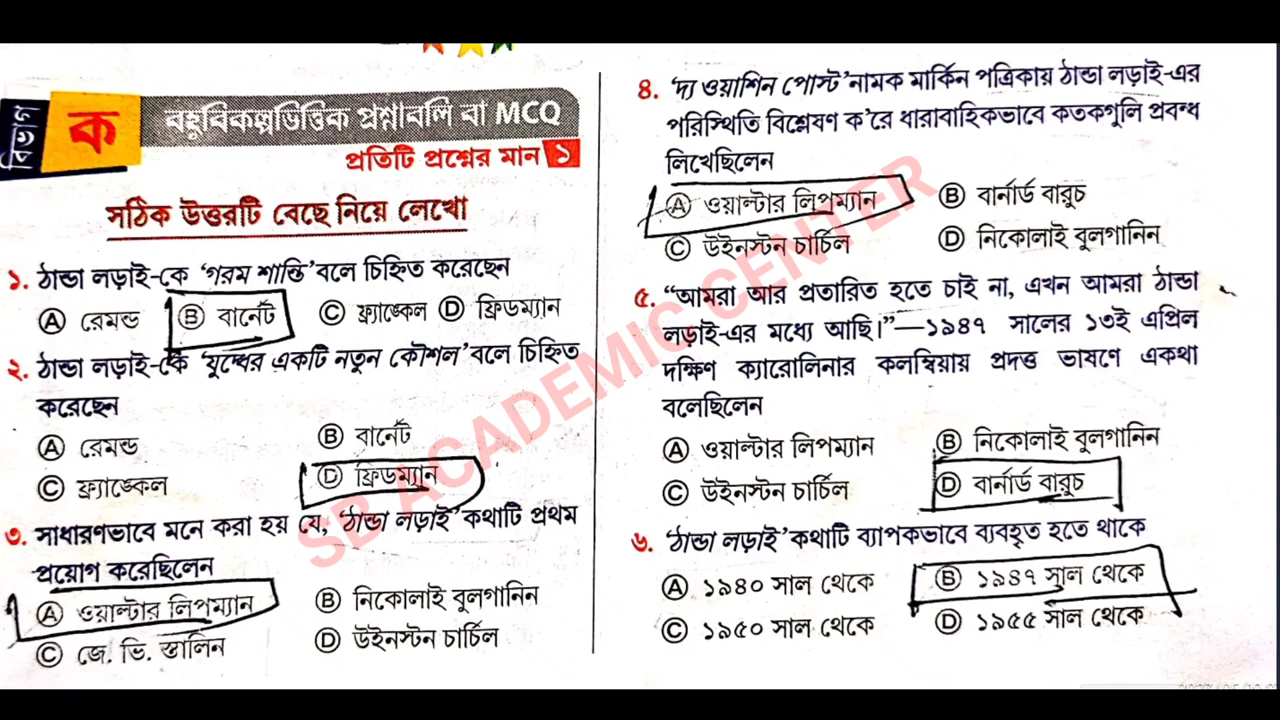 বিভাগ
ক
বহুবিকল্পভিত্তিক প্রশ্নাবলি বা MCQ
প্রতিটি প্রশ্নের মান ১
সঠিক উত্তরটি বেছে নিয়ে লেখো
১. ঠান্ডা লড়াই-কে ‘গরম শান্তি’ বলে চিহ্নিত করেছেন
Ⓐ রেমন্ড Ⓑ বার্নেট Ⓒ ফ্র্যাঙ্কেল Ⓓ ফ্রিডম্যান
২. ঠান্ডা লড়াই-কে ‘যুদ্ধের একটি নতুন কৌশল’ বলে চিহ্নিত
করেছেন
Ⓐ রেমন্ড Ⓑ বার্নেট
Ⓒ ফ্র্যাঙ্কেল Ⓓ ফ্রিডম্যান
৩. সাধারণভাবে মনে করা হয় যে, ‘ঠান্ডা লড়াই’ কথাটি প্রথম
প্রয়োগ করেছিলেন
Ⓐ ওয়াল্টার লিপম্যান Ⓑ নিকোলাই বুলগানিন
Ⓒ জে. ভি. স্তালিন Ⓓ উইনস্টন চার্চিল
৪. ‘দ্য ওয়াশিন পোস্ট’ নামক মার্কিন পত্রিকায় ঠান্ডা লড়াই-এর
পরিস্থিতি বিশ্লেষণ ক’রে ধারাবাহিকভাবে কতকগুলি প্রবন্ধ
লিখেছিলেন
Ⓐ ওয়াল্টার লিপম্যান Ⓑ বার্নার্ড বারুচ
Ⓒ উইনস্টন চার্চিল Ⓓ নিকোলাই বুলগানিন
৫. “আমরা আর প্রতারিত হতে চাই না, এখন আমরা ঠান্ডা
লড়াই-এর মধ্যে আছি।”—১৯৪৭ সালের ১৩ই এপ্রিল
দক্ষিণ ক্যারোলিনার কলম্বিয়ায় প্রদত্ত ভাষণে একথা
বলেছিলেন
Ⓐ ওয়াল্টার লিপম্যান Ⓑ নিকোলাই বুলগানিন
Ⓒ উইনস্টন চার্চিল Ⓓ বার্নার্ড বারুচ
৬. ‘ঠান্ডা লড়াই’ কথাটি ব্যাপকভাবে ব্যবহৃত হতে থাকে
Ⓐ ১৯৪০ সাল থেকে Ⓑ ১৯৪৭ সাল থেকে
Ⓒ ১৯৫০ সাল থেকে Ⓓ ১৯৫৫ সাল থেকে
SB ACADEMIC CENTER